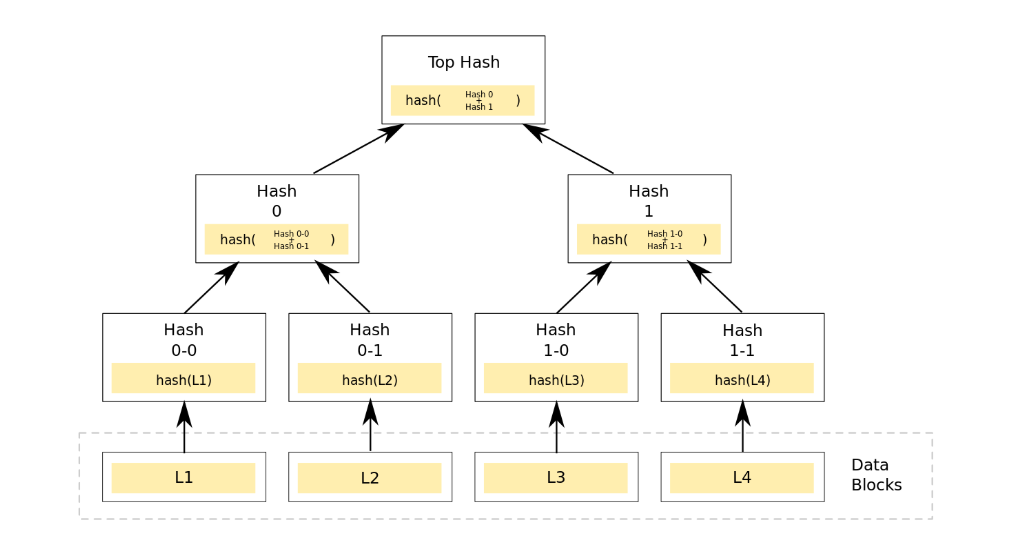 Top Hash
hash( Hash 0 + Hash 1 )
Hash
0
hash( Hash 0-0 + Hash 0-1 )
Hash
1
hash( Hash 1-0 + Hash 1-1 )
Hash
0-0
hash(L1)
Hash
0-1
hash(L2)
Hash
1-0
hash(L3)
Hash
1-1
hash(L4)
L1
L2
L3
L4
Data
Blocks